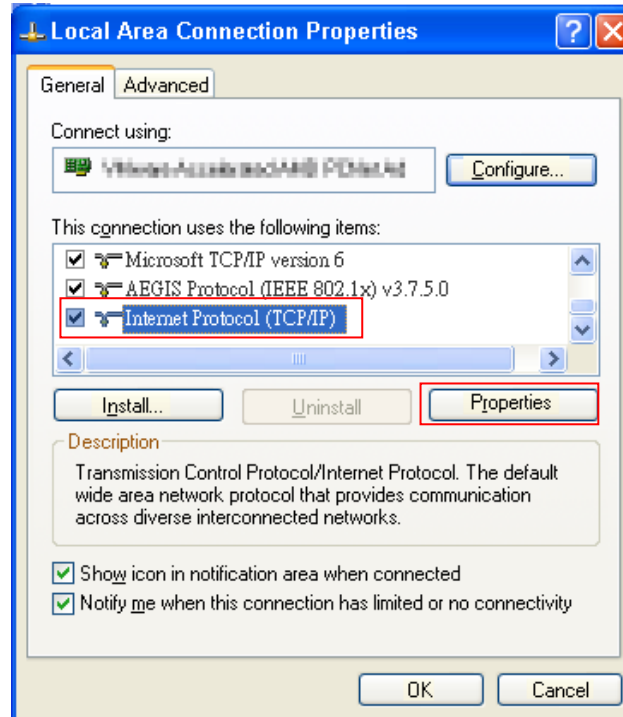 Local Area Connection Properties
General Advanced
Connect using:
Configure...
This connection uses the following items:
Microsoft TCP/IP version 6
AEGIS Protocol (IEEE 802.1x) v3.7.5.0
Internet Protocol (TCP/IP)
Install... Uninstall Properties
Description
Transmission Control Protocol/Internet Protocol. The default
wide area network protocol that provides communication
across diverse interconnected networks.
Show icon in notification area when connected
Notify me when this connection has limited or no connectivity
OK Cancel